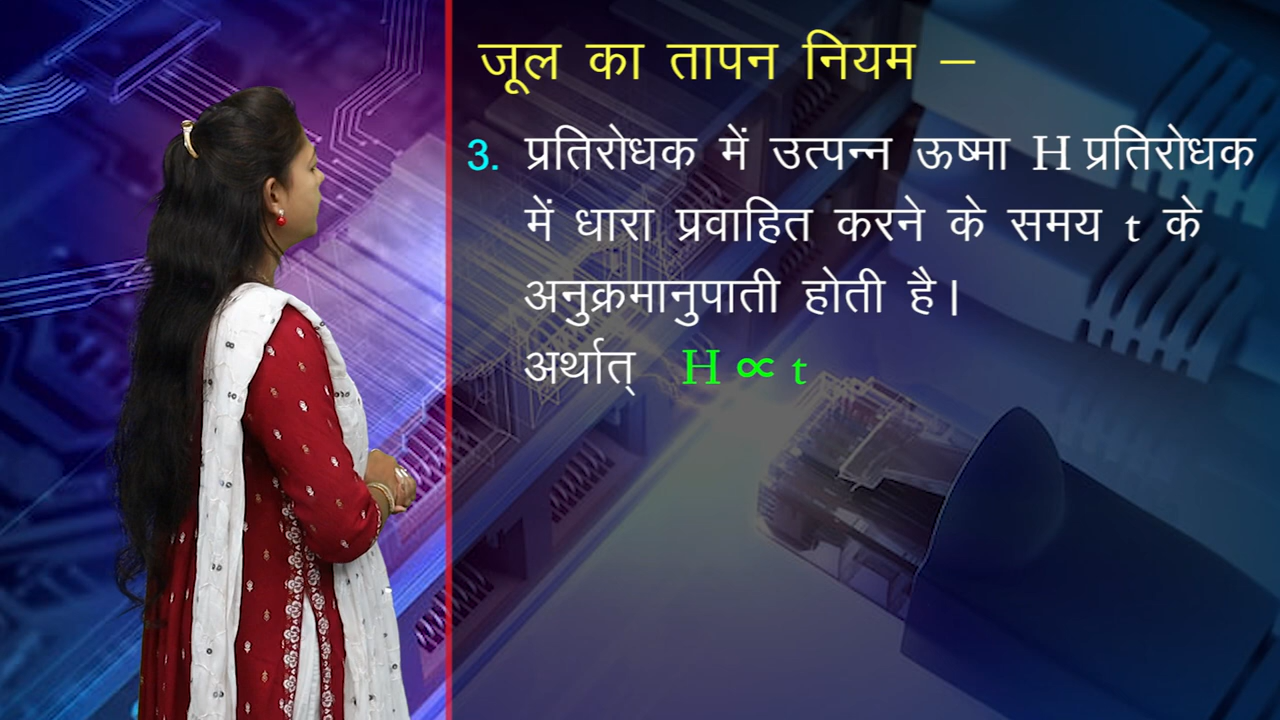 जूल का तापन नियम –
3. प्रतिरोधक में उत्पन्न ऊष्मा H प्रतिरोधक
में धारा प्रवाहित करने के समय t के
अनुक्रमानुपाती होती है|
अर्थात् H ∝ t